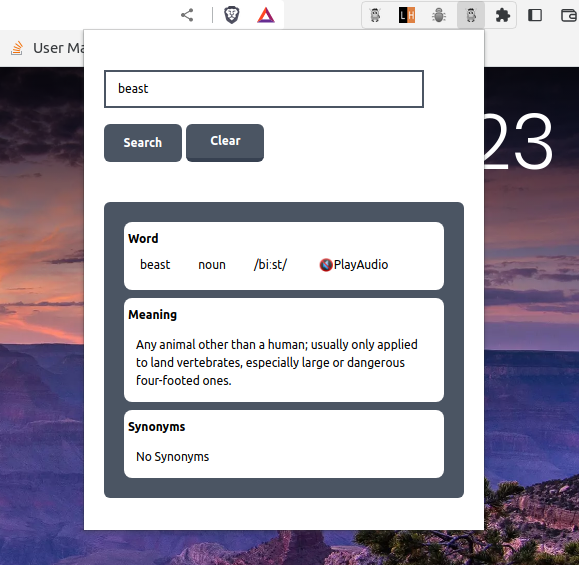 L H
User Ma
23
beast
Search Clear
Word
beast noun /biːst/ PlayAudio
Meaning
Any animal other than a human; usually only applied
to land vertebrates, especially large or dangerous
four-footed ones.
Synonyms
No Synonyms